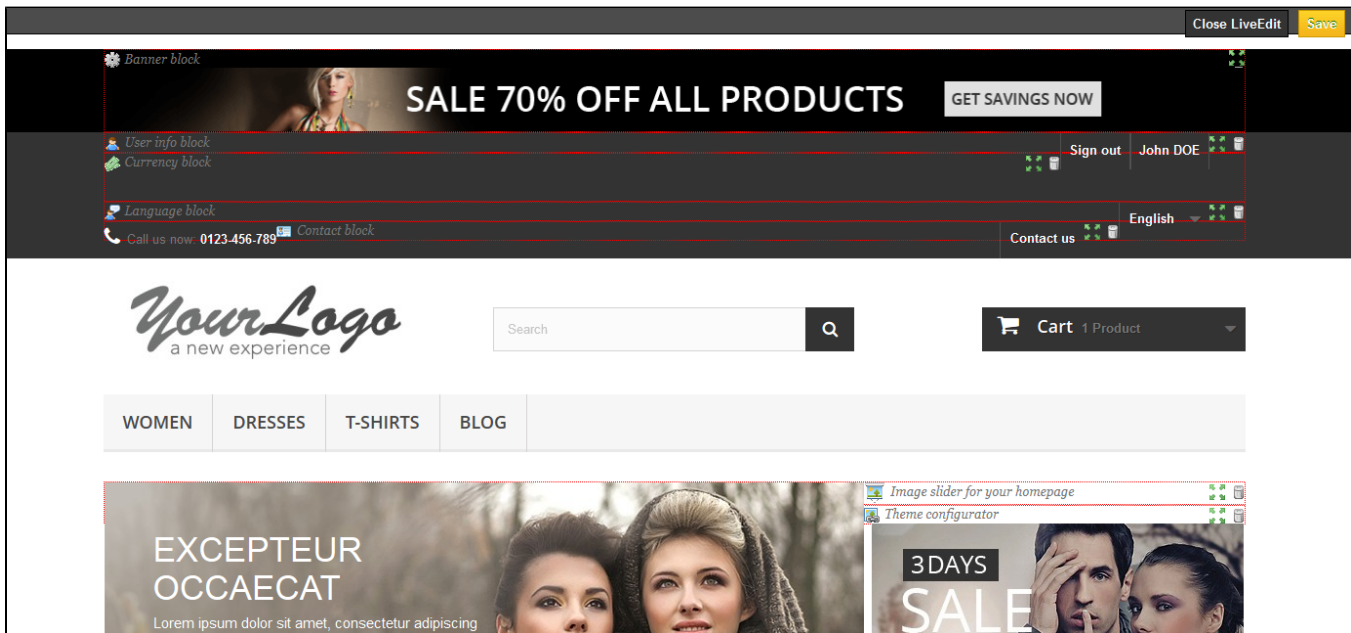 Close LiveEdit Save
Banner block
SALE 70% OFF ALL PRODUCTS GET SAVINGS NOW
User info block Sign out John DOE
Currency block
Language block English
Call us now: 0123-456-789 Contact block Contact us
YourLogo
a new experience
Search
Cart 1 Product
WOMEN DRESSES T-SHIRTS BLOG
Image slider for your homepage
Theme configurator
EXCEPTEUR
OCCAECAT
Lorem ipsum dolor sit amet, consectetur adipiscing
3DAYS
SALE